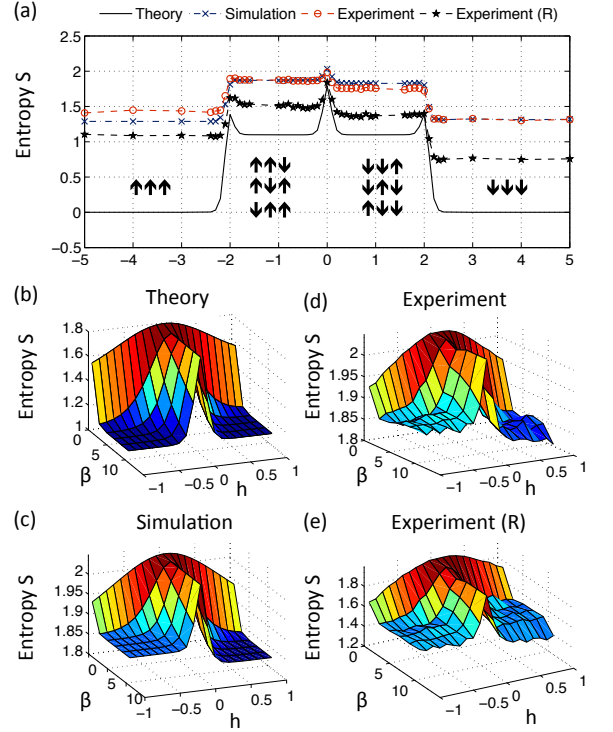 (a)
Theory Simulation Experiment Experiment (R)
Entropy S
2.5
2
1.5
1
0.5
0
−0.5
−5 −4 −3 −2 −1 0 1 2 3 4 5
(b) Theory
Entropy S
1.8
1.6
1.4
1.2
1
0 5 10
β
−1 −0.5 0 0.5 1
h
(d) Experiment
Entropy S
2
1.95
1.9
1.85
1.8
0 5 10
β
−1 −0.5 0 0.5 1
h
(c) Simulation
Entropy S
2
1.95
1.9
1.85
1.8
0 5 10
β
−1 −0.5 0 0.5 1
h
(e) Experiment (R)
Entropy S
1.8
1.6
1.4
1.2
0 5 10
β
−1 −0.5 0 0.5 1
h